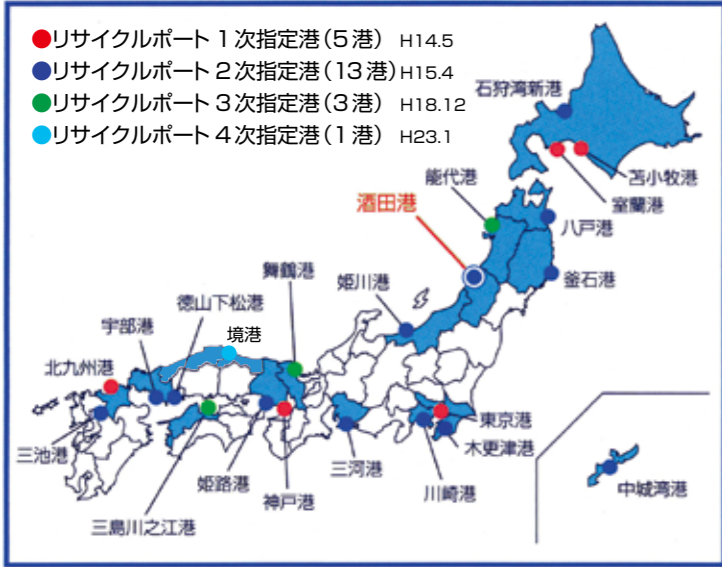 ●リサイクルポート1次指定港(5港) H14.5
●リサイクルポート2次指定港(13港) H15.4
●リサイクルポート3次指定港(3港) H18.12
●リサイクルポート4次指定港(1港) H23.1
石狩湾新港
苫小牧港
室蘭港
能代港
酒田港
八戸港
釜石港
舞鶴港
姫川港
徳山下松港
宇部港
境港
北九州港
東京港
木更津港
三池港
三河港
川崎港
姫路港
神戸港
三島川之江港
中城湾港